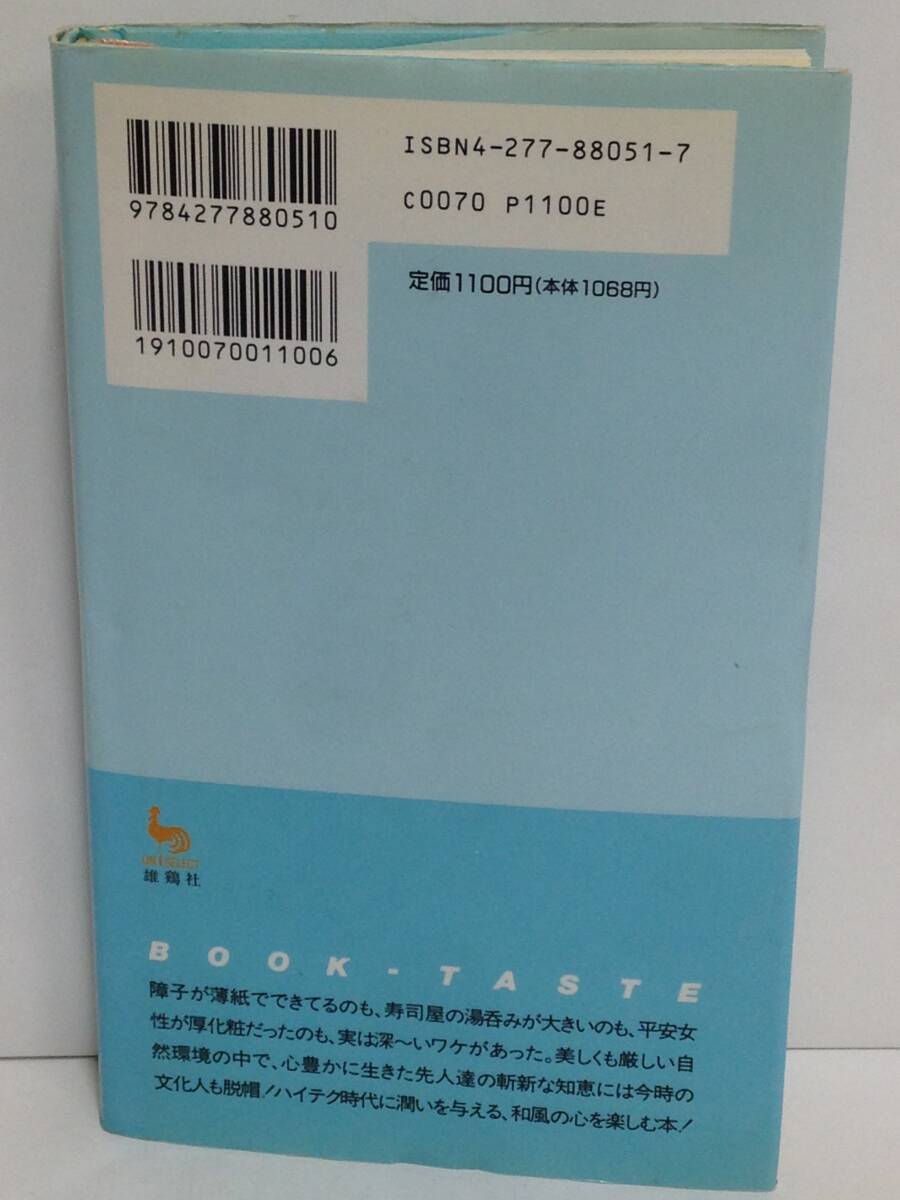 ISBN4-277-88051-7
9784277880510
C0070 P1100E
定価1100円(本体1068円)
1910070011006
UNI SELECT
雄鶏社
BOOK-TASTE
障子が薄紙でできてるのも、寿司屋の湯呑みが大きいのも、平安女
性が厚化粧だったのも、実は深〜いワケがあった。美しくも厳しい自
然環境の中で、心豊かに生きた先人達の斬新な知恵には今時の
文化人も脱帽!ハイテク時代に潤いを与える、和風の心を楽しむ本!